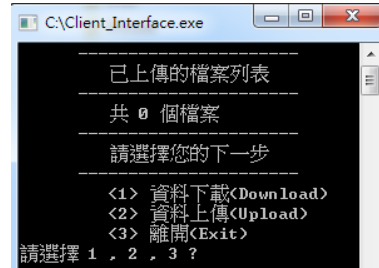 C:\Client_Interface.exe
----------------------
已上傳的檔案列表
----------------------
共 0 個檔案
----------------------
請選擇您的下一步
----------------------
<1> 資料下載(Download)
<2> 資料上傳(Upload)
<3> 離開(Exit)
請選擇 1 , 2 , 3 ?